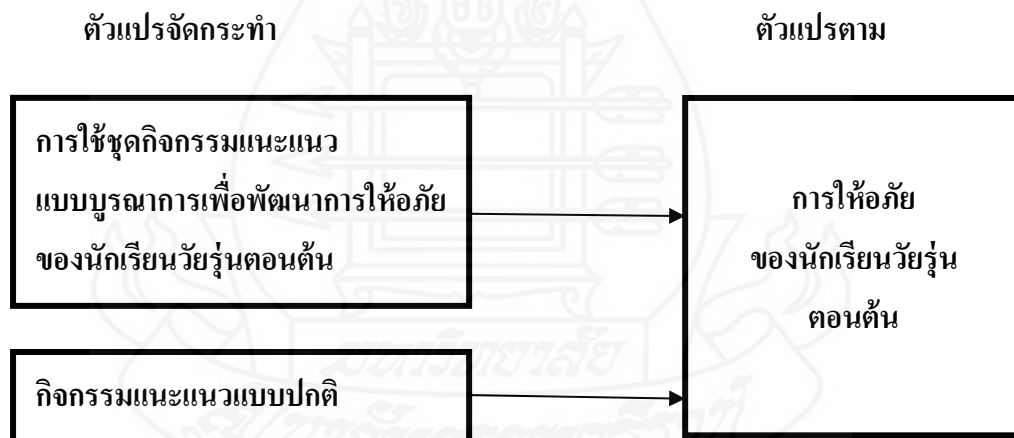 ตัวแปรจัดกระทำ
ตัวแปรตาม
การใช้ชุดกิจกรรมแนะแนว
แบบบูรณาการเพื่อพัฒนาการให้อภัย
ของนักเรียนวัยรุ่นตอนต้น
การให้อภัย
ของนักเรียนวัยรุ่น
ตอนต้น
กิจกรรมแนะแนวแบบปกติ